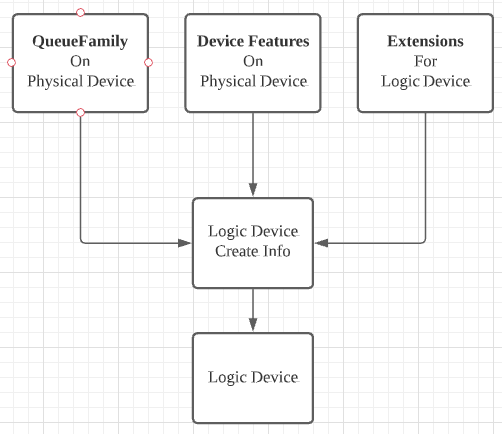 QueueFamily
On
Physical Device
Device Features
On
Physical Device
Extensions
For
Logic Device
Logic Device
Create Info
Logic Device